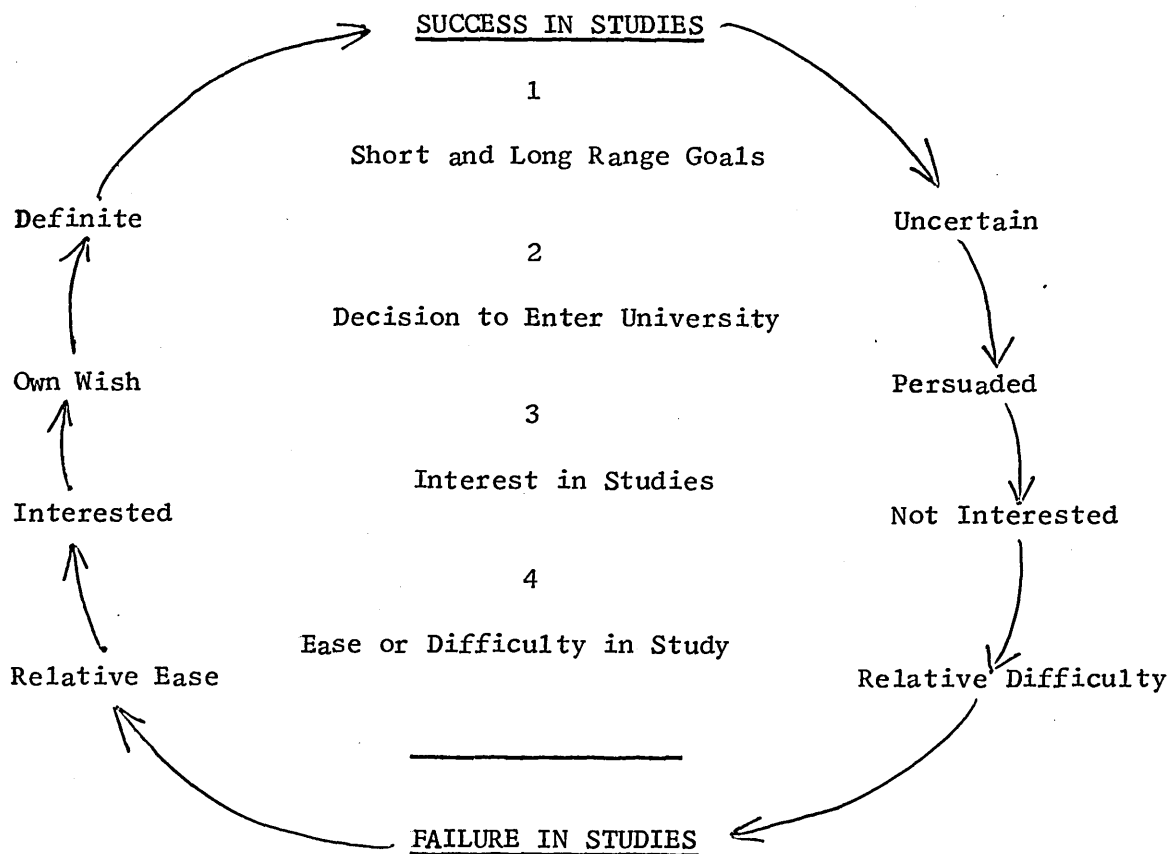 SUCCESS IN STUDIES
1
Short and Long Range Goals
Definite
Uncertain
2
Decision to Enter University
Own Wish
Persuaded
3
Interest in Studies
Interested
Not Interested
4
Ease or Difficulty in Study
Relative Ease
Relative Difficulty
FAILURE IN STUDIES